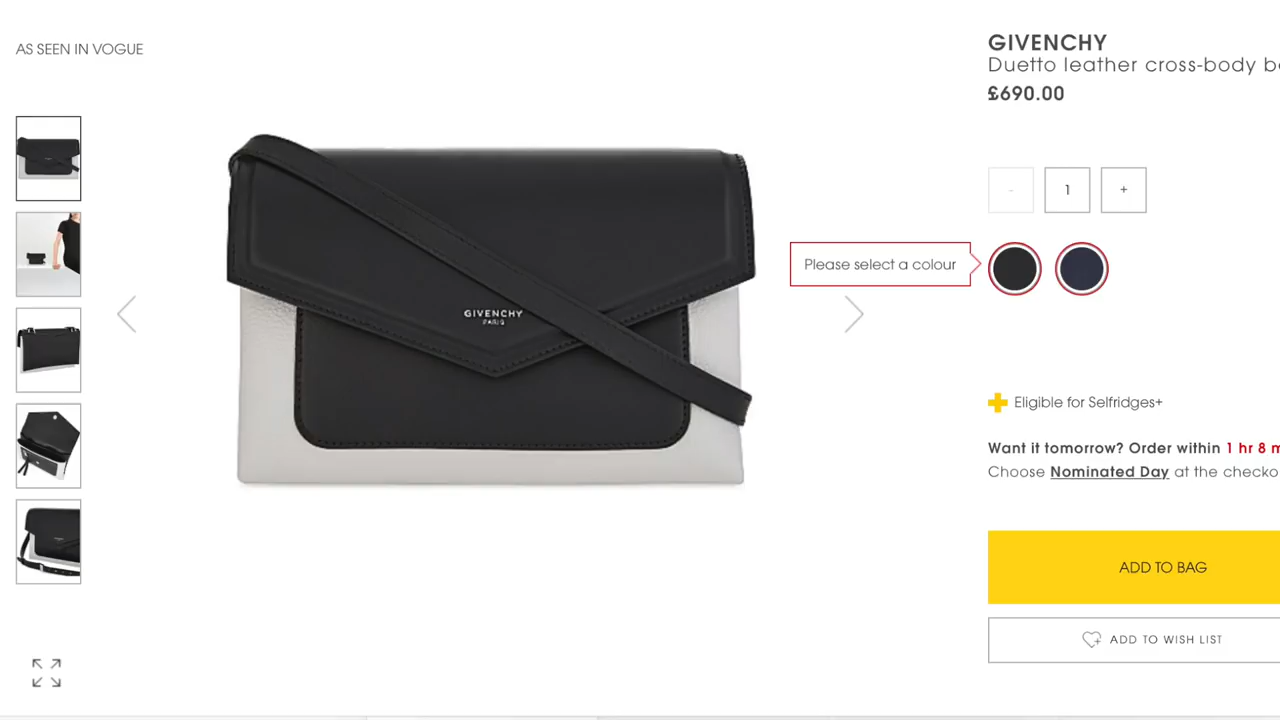 AS SEEN IN VOGUE
GIVENCHY
Duetto leather cross-body
£690.00
-
1
+
Please select a colour
GIVENCHY
PARIS
Eligible for Selfridges+
Want it tomorrow? Order within 1 hr 8
Choose Nominated Day at the
ADD TO BAG
ADD TO WISH LIST